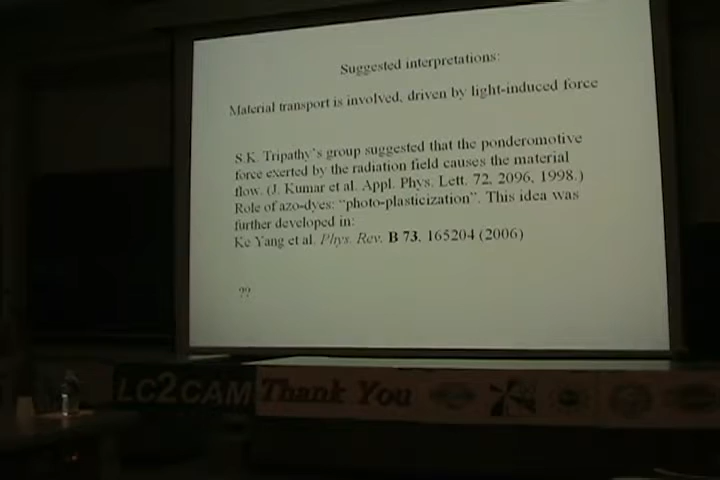 Suggested interpretations:
Material transport is involved, driven by light-induced force
S.K. Tripathy's group suggested that the ponderomotive
force exerted by the radiation field causes the material
flow. (J. Kumar et al. Appl. Phys. Lett. 72, 2096, 1998.)
Role of azo-dyes: “photo-plasticization”. This idea was
further developed in:
Ke Yang et al. Phys. Rev. B 73, 165204 (2006)
??
LC2CAM Thank You